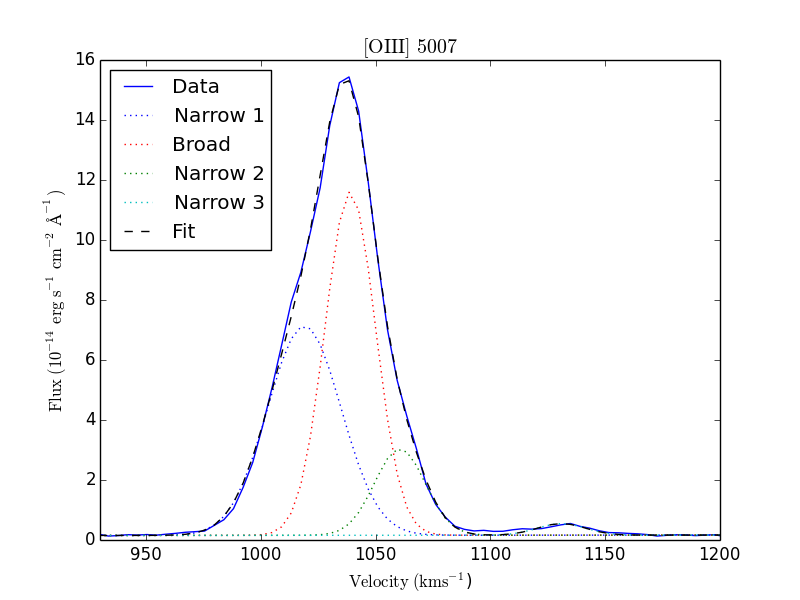 [OIII] 5007
Data
Narrow 1
Broad
Narrow 2
Narrow 3
Fit
16
14
12
10
8
6
4
2
0
Flux (10⁻¹⁴ erg s⁻¹ cm⁻² Å⁻¹)
950 1000 1050 1100 1150 1200
Velocity (kms⁻¹)